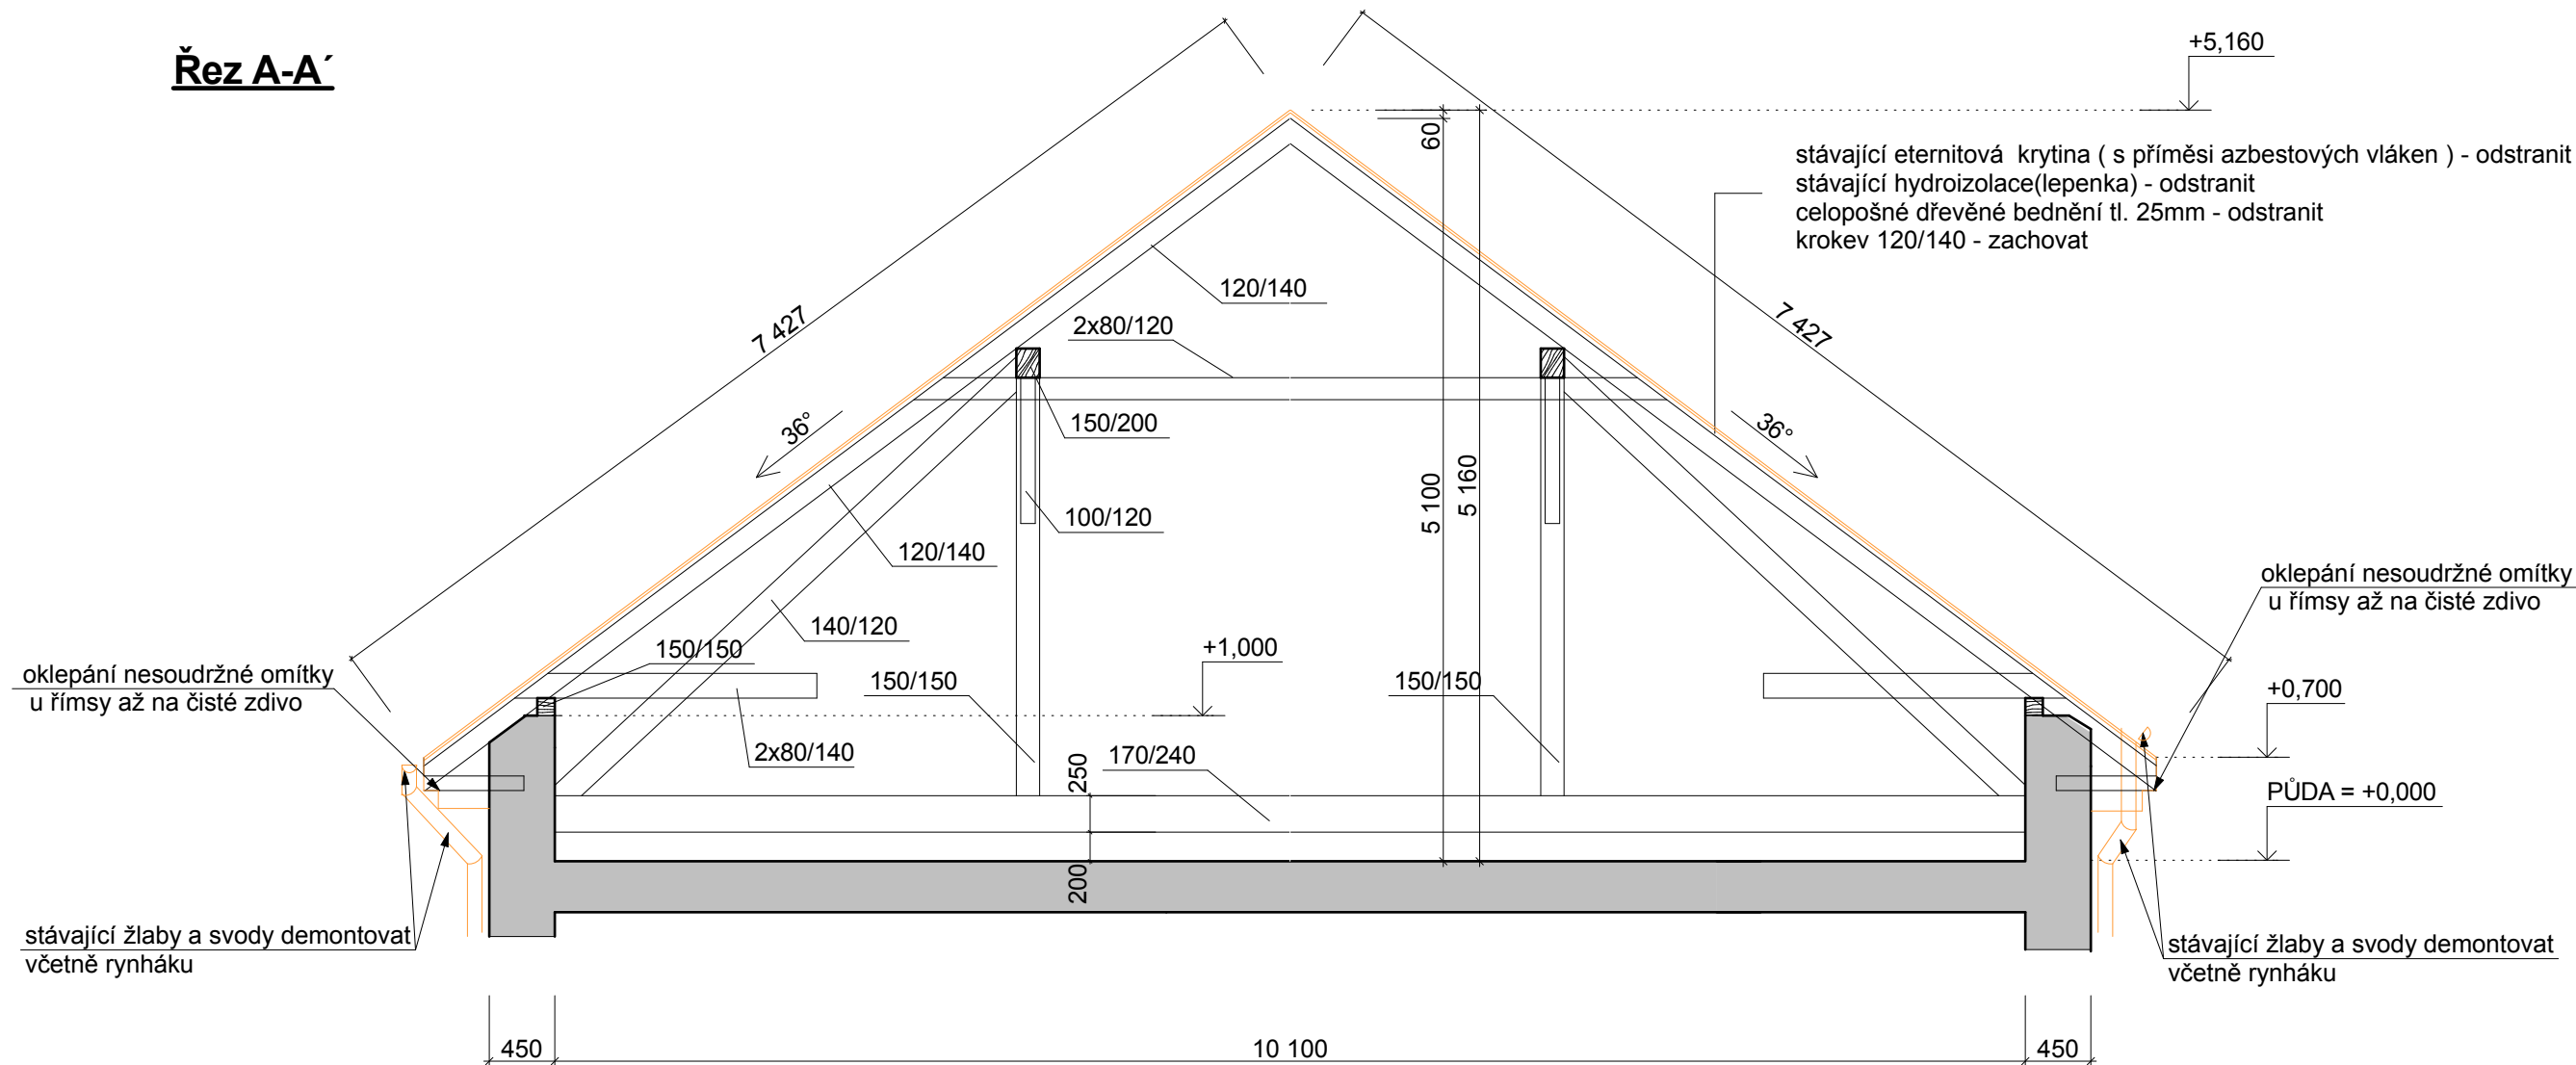 Řez A-A´
+5,160
60
stávající eternitová krytina ( s příměsi azbestových vláken ) - odstranit
stávající hydroizolace(lepenka) - odstranit
celopošné dřevěné bednění tl. 25mm - odstranit
krokev 120/140 - zachovat
120/140
2x80/120
7 427
7 427
36°
150/200
36°
5 100
5 160
100/120
120/140
oklepání nesoudržné omítky
u římsy až na čisté zdivo
140/120
150/150
+1,000
oklepání nesoudržné omítky
u římsy až na čisté zdivo
150/150
150/150
+0,700
2x80/140
250
170/240
PŮDA = +0,000
200
stávající žlaby a svody demontovat
včetně rynháku
stávající žlaby a svody demontovat
včetně rynháku
450
10 100
450